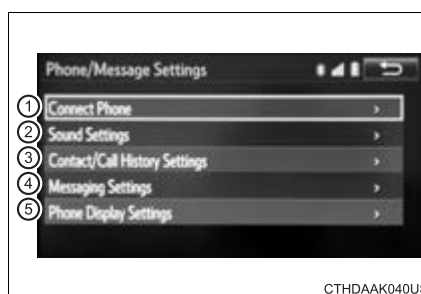 Phone/Message Settings
1 Connect Phone
2 Sound Settings
3 Contact/Call History Settings
4 Messaging Settings
5 Phone Display Settings
CTHDAAK040US